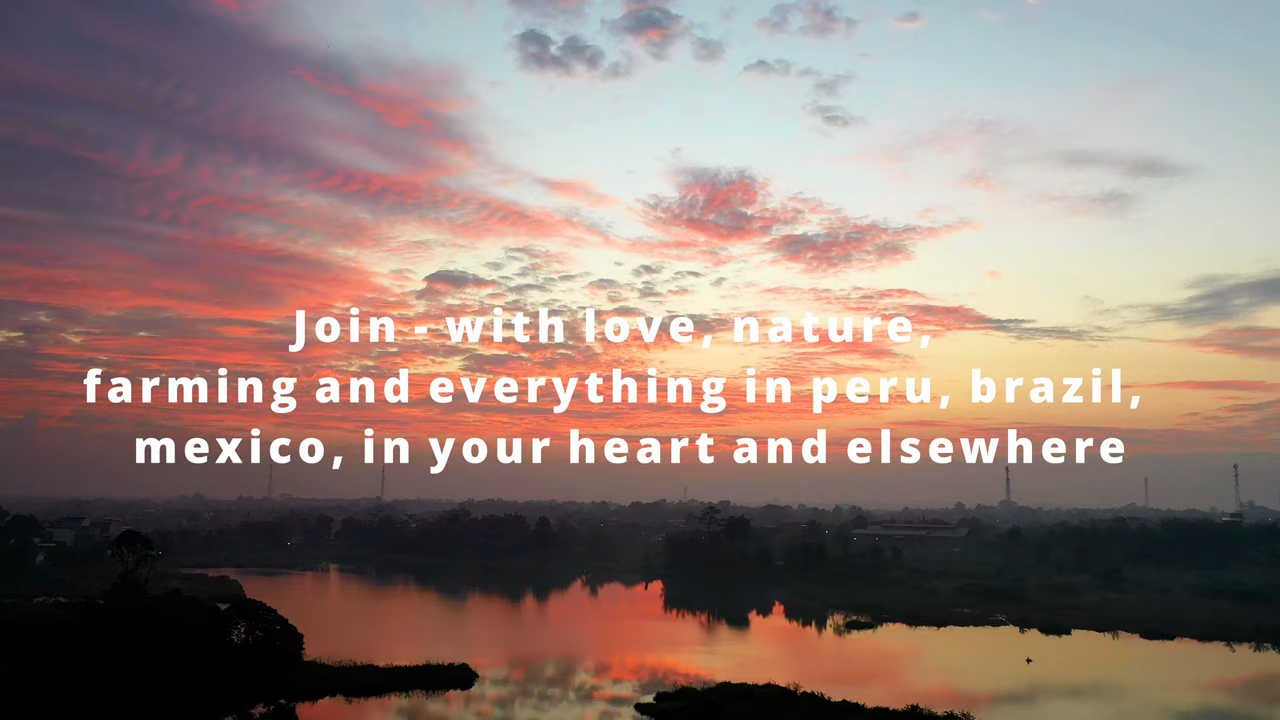 Join - with love, nature,
farming and everything in peru, brazil,
mexico, in your heart and elsewhere